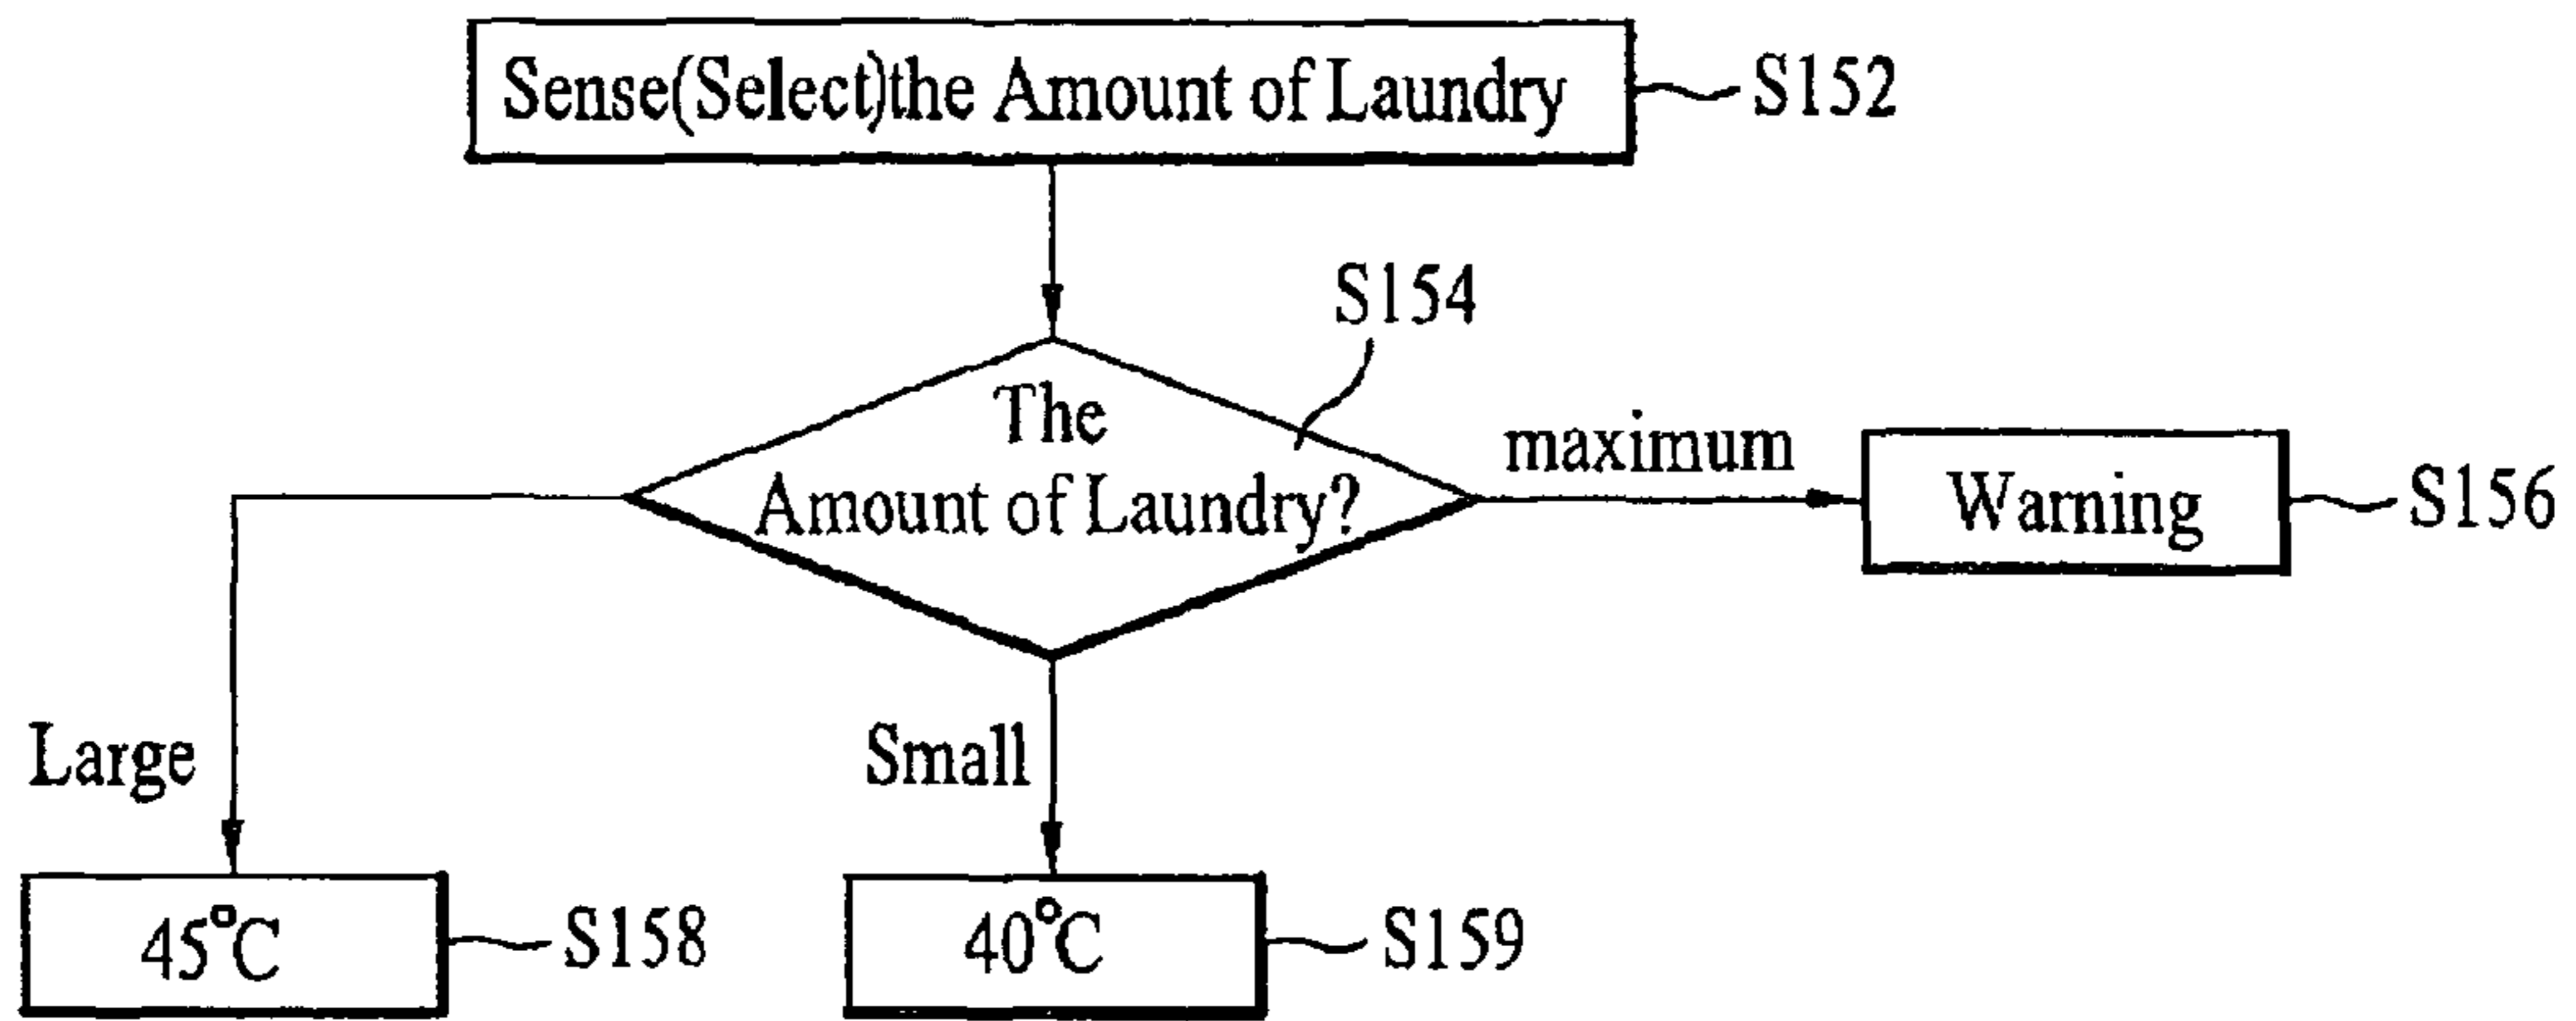 Sense(Select)the Amount of Laundry
S152
S154
The
Amount of Laundry?
maximum
Warning
S156
Large
Small
45°C
S158
40°C
S159